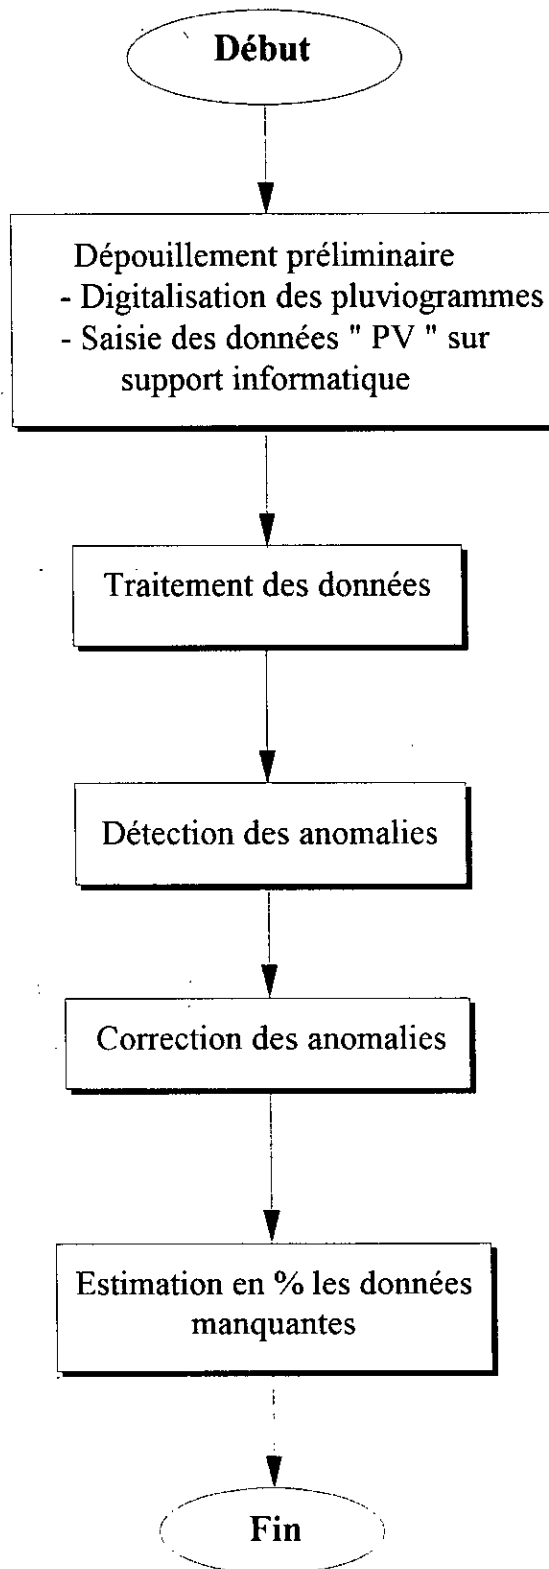 Début
Dépouillement préliminaire
- Digitalisation des pluviogrammes
- Saisie des données " PV " sur
support informatique
Traitement des données
Détection des anomalies
Correction des anomalies
Estimation en % les données
manquantes
Fin